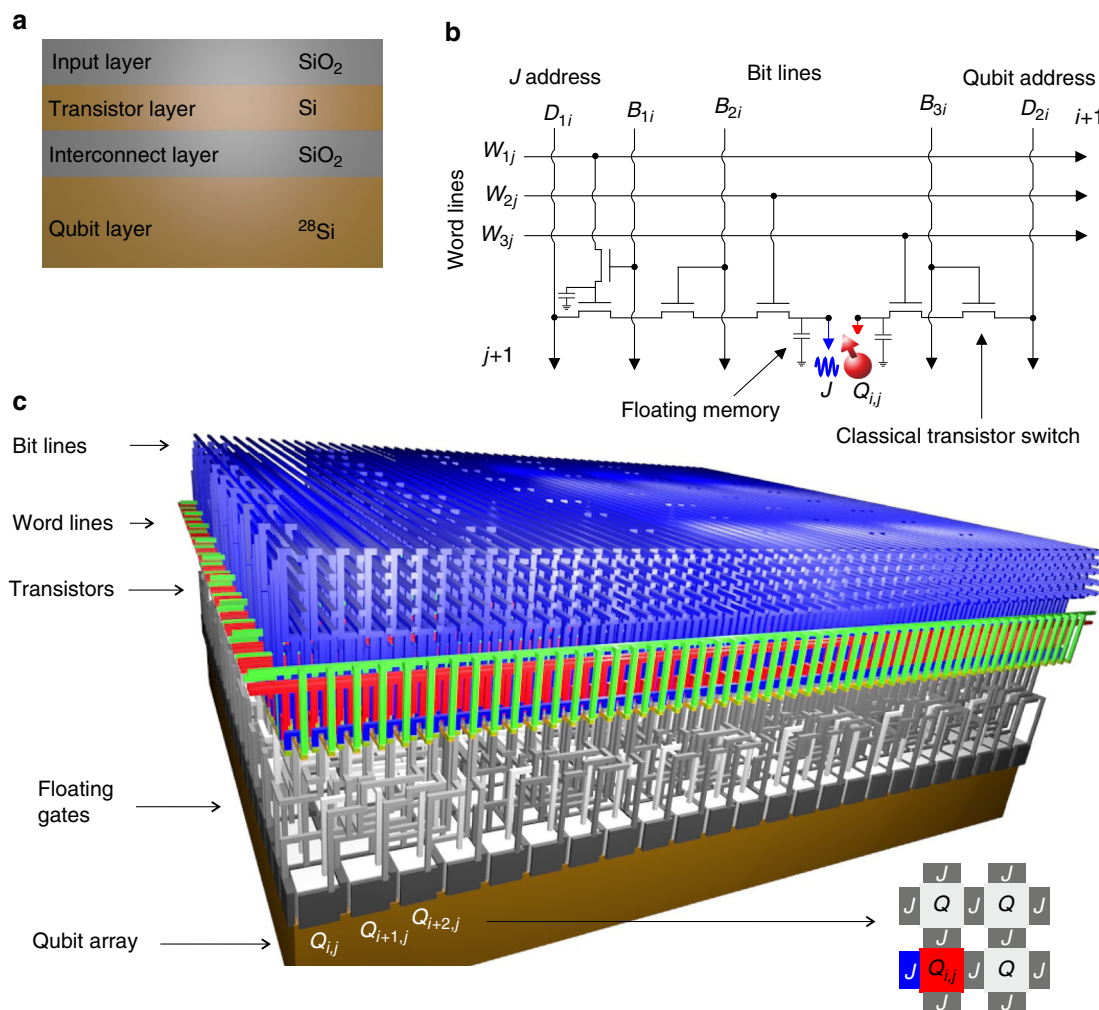 a
Input layer SiO2
Transistor layer Si
Interconnect layer SiO2
Qubit layer 28Si
b
J address Bit lines Qubit address
D1i B1i B2i B3i D2i i+1
Word lines
W1j
W2j
W3j
j+1
J Qi,j
Floating memory
Classical transistor switch
c
Bit lines
Word lines
Transistors
Floating
gates
Qubit array
Qi,j Qi+1,j Qi+2,j
J J
J Q J Q J
J J
J Qi,j J Q J
J J